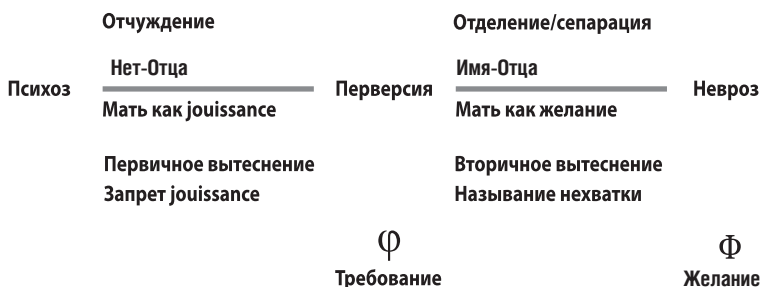 Отчуждение Отделение/сепарация
Нет-Отца Имя-Отца
Психоз Перверсия Невроз
Мать как jouissance Мать как желание
Первичное вытеснение Вторичное вытеснение
Запрет jouissance Называние нехватки
φ Φ
Требование Желание